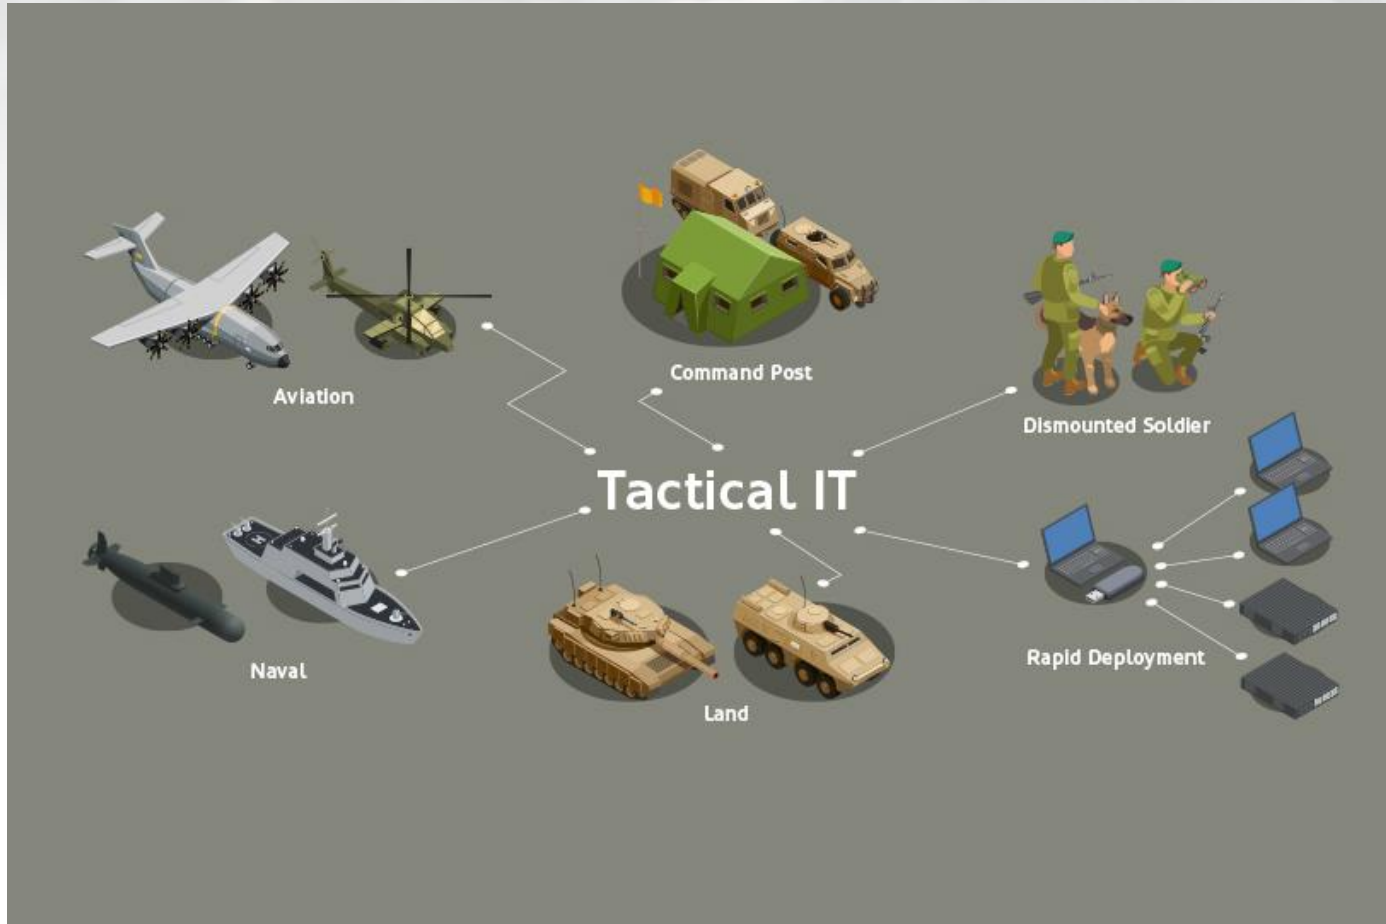 Command Post
Aviation
Dismounted Soldier
Tactical IT
Rapid Deployment
Naval
Land